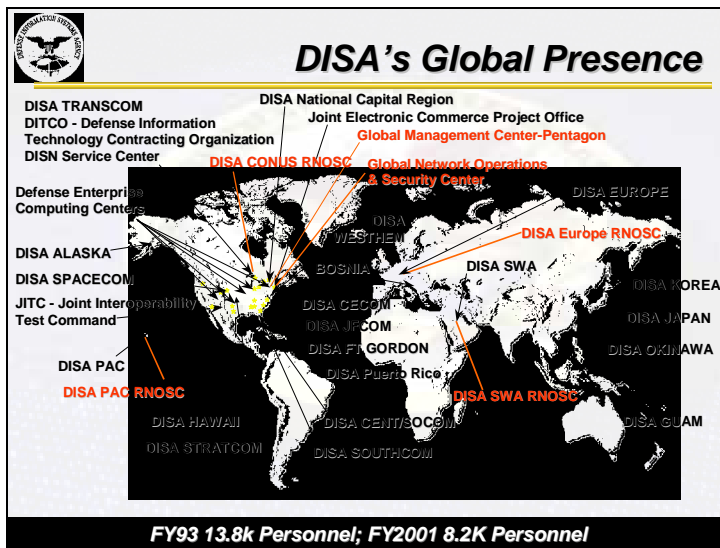 DEFENSE INFORMATION SYSTEMS AGENCY
DISA's Global Presence
DISA TRANSCOM
DITCO - Defense Information
Technology Contracting Organization
DISN Service Center
DISA National Capital Region
Joint Electronic Commerce Project Office
Global Management Center-Pentagon
DISA CONUS RNOSC
Global Network Operations
& Security Center
Defense Enterprise
Computing Centers
DISA EUROPE
DISA
WESTHEM
DISA Europe RNOSC
DISA ALASKA
BOSNIA
DISA SWA
DISA SPACECOM
DISA KOREA
JITC - Joint Interoperability
Test Command
DISA CECOM
DISA JFCOM
DISA JAPAN
DISA FT GORDON
DISA OKINAWA
DISA PAC
DISA Puerto Rico
DISA PAC RNOSC
DISA SWA RNOSC
DISA HAWAII
DISA CENT/SOCOM
DISA GUAM
DISA STRATCOM
DISA SOUTHCOM
FY93 13.8k Personnel; FY2001 8.2K Personnel